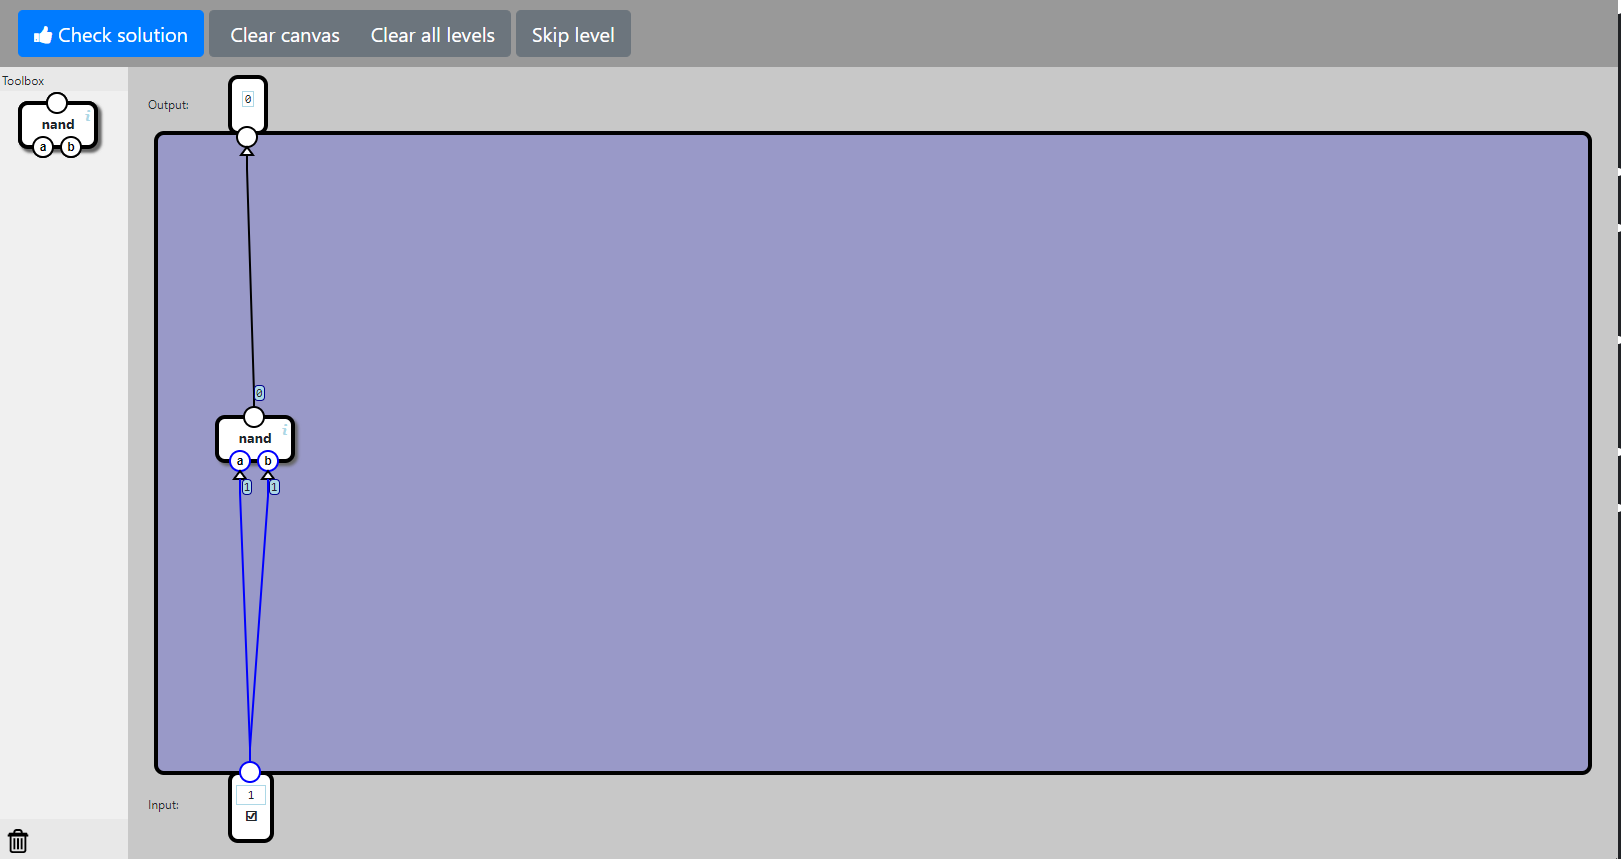 Check solution Clear canvas Clear all levels Skip level
Toolbox
nand
i
a b
Output:
0
0
nand
i
a b
1 1
Input:
1